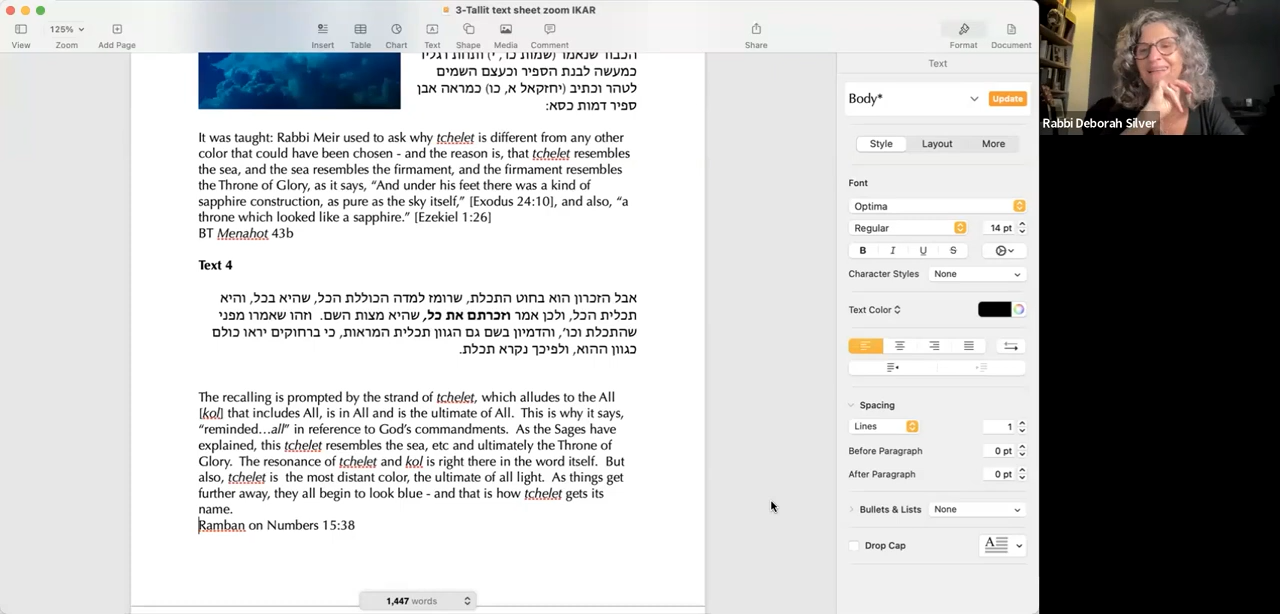 3-Tallit text sheet zoom IKAR
125%
View
Zoom
Add Page
Insert
Table
Chart
Text
Shape
Media
Comment
Share
Format
Document
הכבוד שנאמר (שמות כד, י) ותחת רגליו
כמעשה לבנת הספיר וכעצם השמים
לטהר וכתיב (יחזקאל א, כו) כמראה אבן
ספיר דמות כסא:
It was taught: Rabbi Meir used to ask why tchelet is different from any other
color that could have been chosen - and the reason is, that tchelet resembles
the sea, and the sea resembles the firmament, and the firmament resembles
the Throne of Glory, as it says, “And under his feet there was a kind of
sapphire construction, as pure as the sky itself,” [Exodus 24:10], and also, “a
throne which looked like a sapphire.” [Ezekiel 1:26]
BT Menahot 43b
Text 4
אבל הזכרון הוא בחוט התכלת, שרומז למדה הכוללת הכל, שהיא בכל, והיא
תכלית הכל, ולכן אמר וזכרתם את כל, שהיא מצות השם. וזהו שאמרו מפני
שהתכלת וכו׳, והדמיון בשם גם הגוון תכלית המראות, כי ברחוקים יראו כולם
כגוון ההוא, ולפיכך נקרא תכלת.
The recalling is prompted by the strand of tchelet, which alludes to the All
[kol] that includes All, is in All and is the ultimate of All. This is why it says,
“reminded...all” in reference to God’s commandments. As the Sages have
explained, this tchelet resembles the sea, etc and ultimately the Throne of
Glory. The resonance of tchelet and kol is right there in the word itself. But
also, tchelet is the most distant color, the ultimate of all light. As things get
further away, they all begin to look blue - and that is how tchelet gets its
name.
Ramban on Numbers 15:38
1,447 words
Text
Body*
Update
Style
Layout
More
Font
Optima
Regular
14 pt
B I U S
Character Styles
None
Text Color
Spacing
Lines
1
Before Paragraph
0 pt
After Paragraph
0 pt
Bullets & Lists
None
Drop Cap
A
Rabbi Deborah Silver